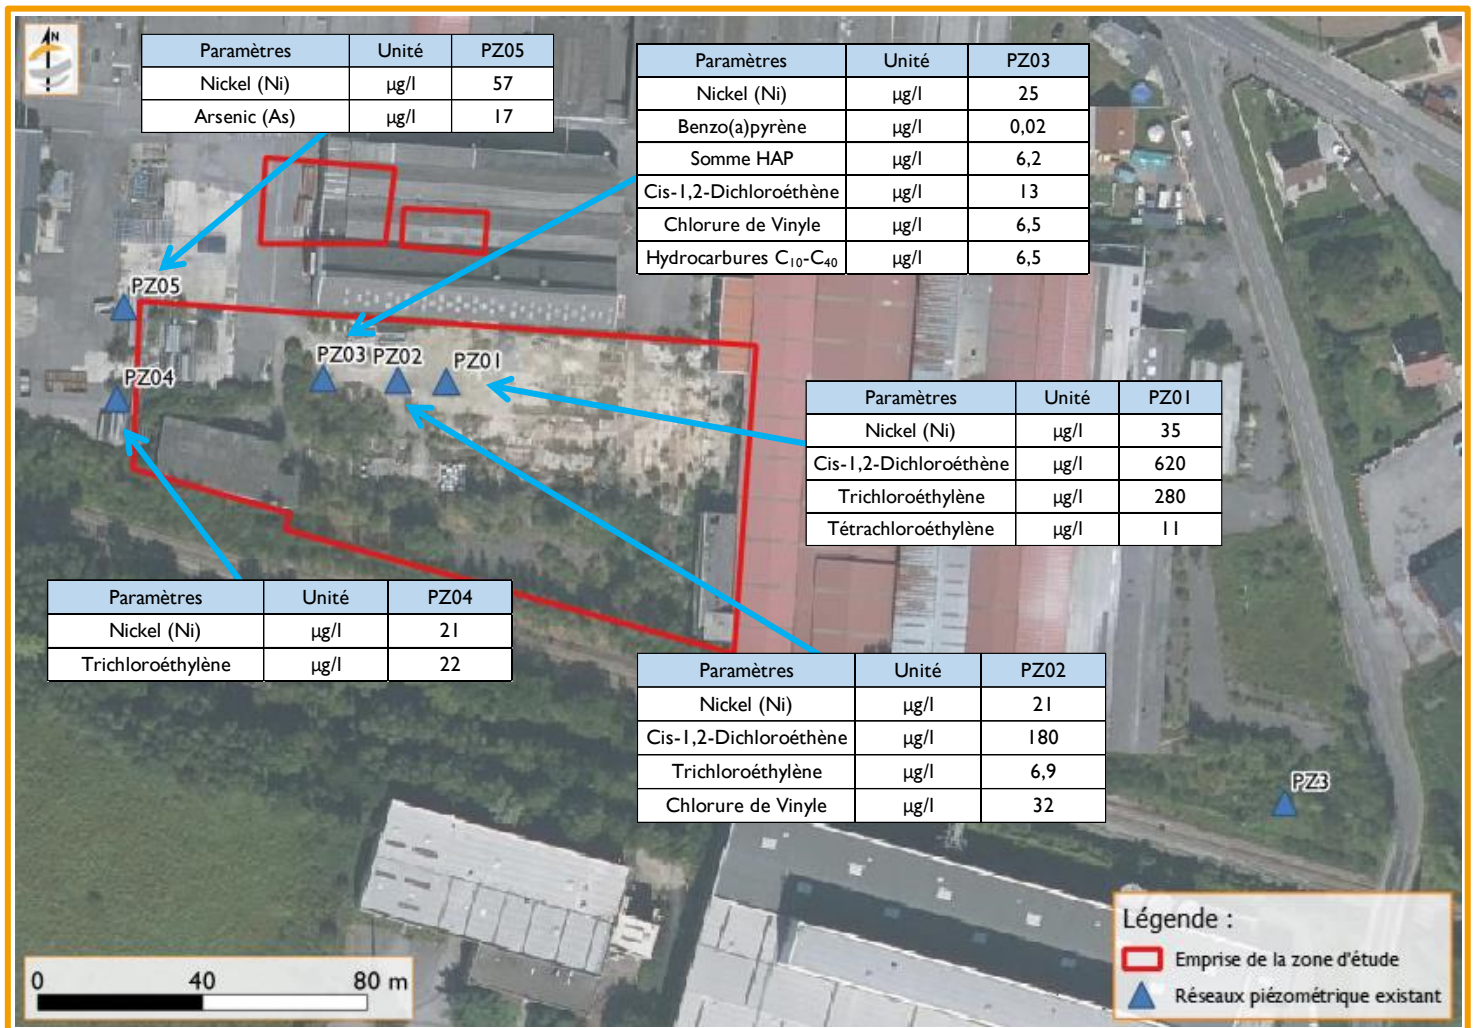 N
Paramètres Unité PZ05
Nickel (Ni) µg/l 57
Arsenic (As) µg/l 17
Paramètres Unité PZ03
Nickel (Ni) µg/l 25
Benzo(a)pyrène µg/l 0,02
Somme HAP µg/l 6,2
Cis-1,2-Dichloroéthène µg/l 13
Chlorure de Vinyle µg/l 6,5
Hydrocarbures C₁₀-C₄₀ µg/l 6,5
PZ05
PZ03 PZ02 PZ01
PZ04
Paramètres Unité PZ01
Nickel (Ni) µg/l 35
Cis-1,2-Dichloroéthène µg/l 620
Trichloroéthylène µg/l 280
Tétrachloroéthylène µg/l 11
Paramètres Unité PZ04
Nickel (Ni) µg/l 21
Trichloroéthylène µg/l 22
Paramètres Unité PZ02
Nickel (Ni) µg/l 21
Cis-1,2-Dichloroéthène µg/l 180
Trichloroéthylène µg/l 6,9
Chlorure de Vinyle µg/l 32
PZ3
Légende :
Emprise de la zone d'étude
Réseaux piézométrique existant
0 40 80 m